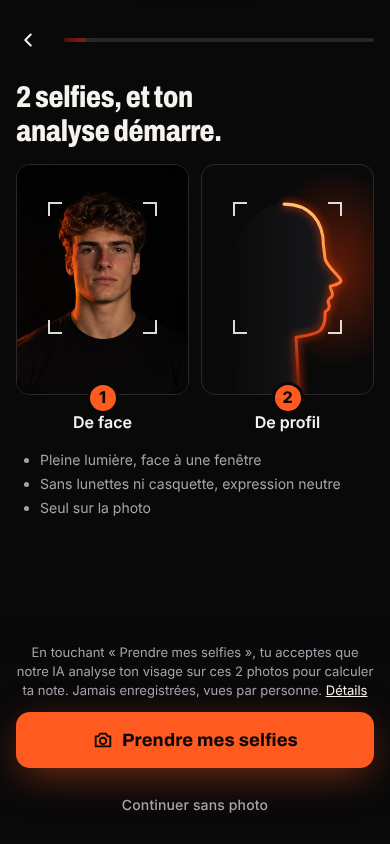 2 selfies, et ton
analyse démarre.
1
De face
2
De profil
Pleine lumière, face à une fenêtre
Sans lunettes ni casquette, expression neutre
Seul sur la photo
En touchant « Prendre mes selfies », tu acceptes que
notre IA analyse ton visage sur ces 2 photos pour calculer
ta note. Jamais enregistrées, vues par personne. Détails
Prendre mes selfies
Continuer sans photo